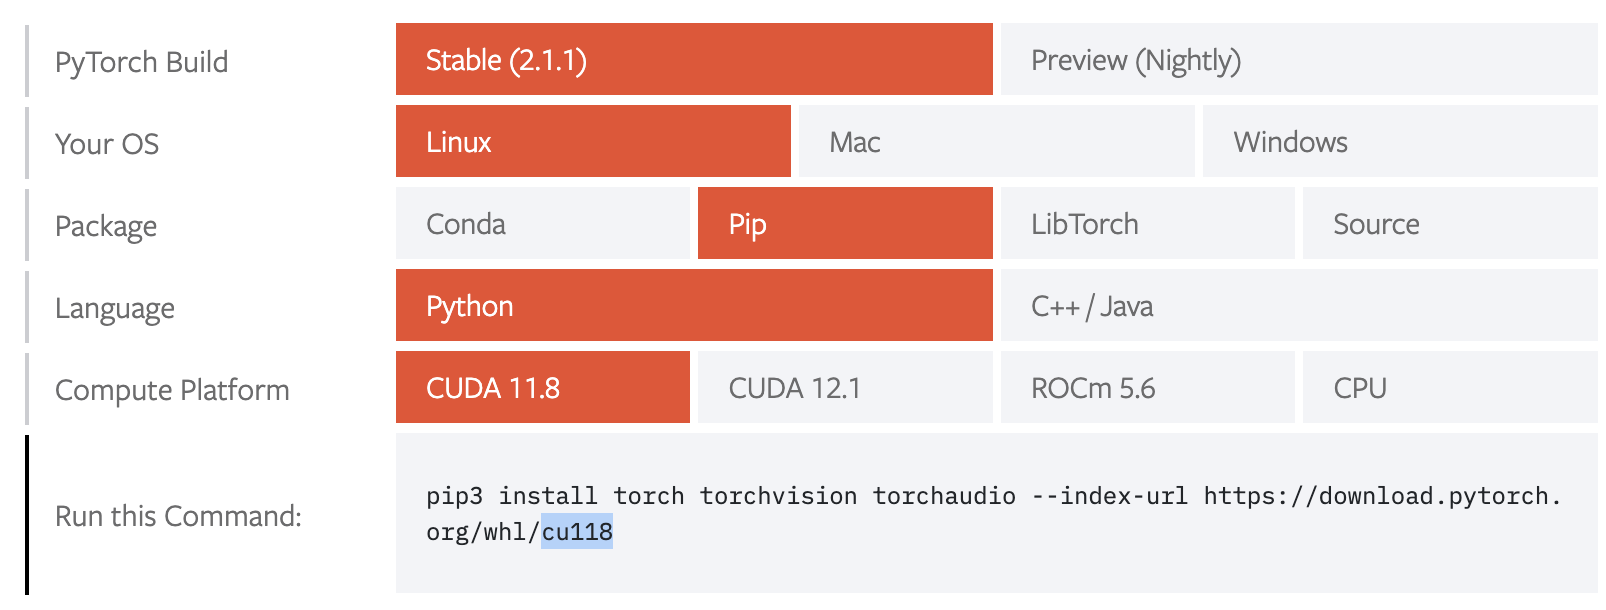 PyTorch Build
Stable (2.1.1)
Preview (Nightly)
Your OS
Linux
Mac
Windows
Package
Conda
Pip
LibTorch
Source
Language
Python
C++ / Java
Compute Platform
CUDA 11.8
CUDA 12.1
ROCm 5.6
CPU
Run this Command:
pip3 install torch torchvision torchaudio --index-url https://download.pytorch.
org/whl/cu118